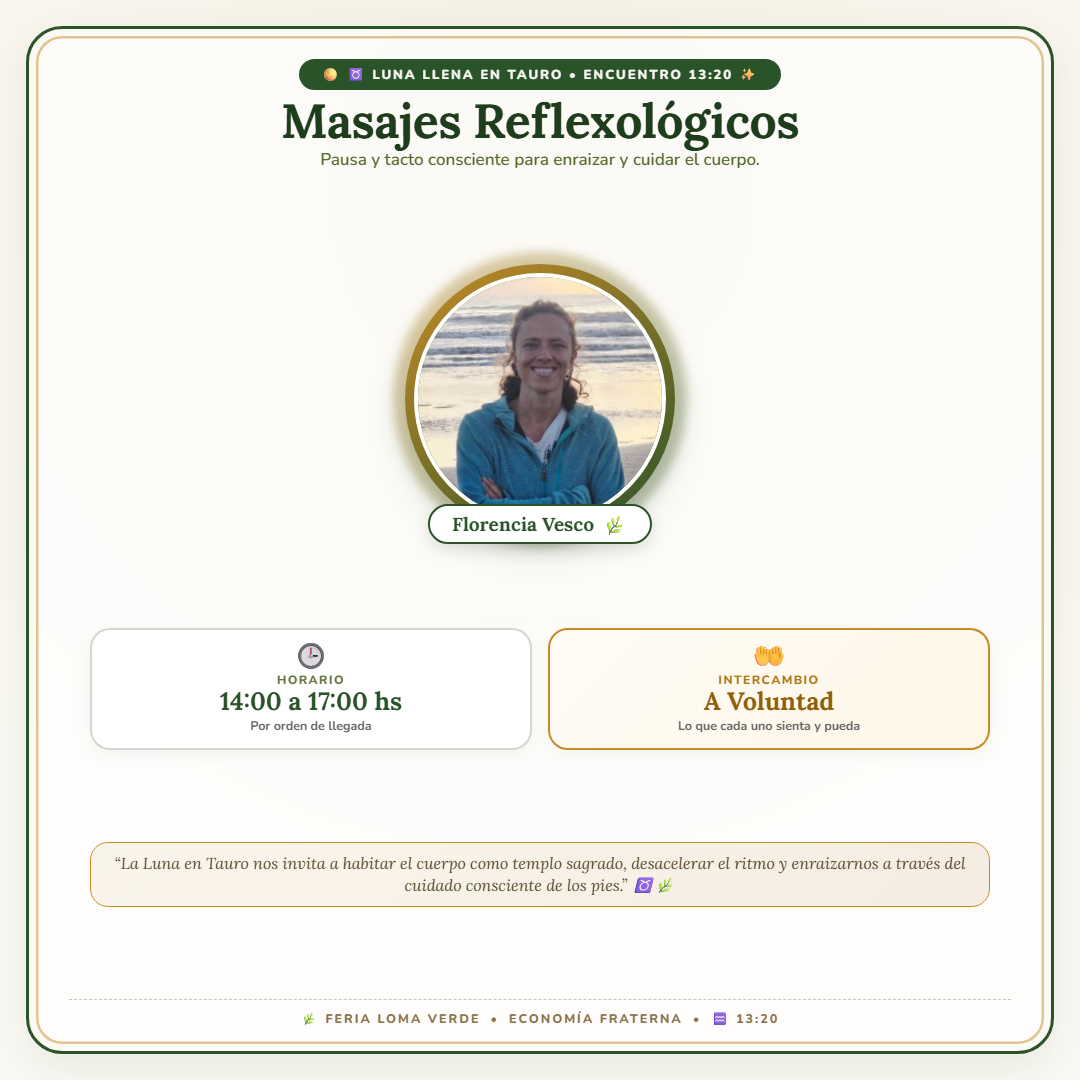 🌕 ♉ LUNA LLENA EN TAURO • ENCUENTRO 13:20 ✨
Masajes Reflexológicos
Pausa y tacto consciente para enraizar y cuidar el cuerpo.
Florencia Vesco 🌿
HORARIO
14:00 a 17:00 hs
Por orden de llegada
INTERCAMBIO
A Voluntad
Lo que cada uno sienta y pueda
“La Luna en Tauro nos invita a habitar el cuerpo como templo sagrado, desacelerar el ritmo y enraizarnos a través del
cuidado consciente de los pies.” ♉🌿
🌿 FERIA LOMA VERDE • ECONOMÍA FRATERNA • ♒ 13:20